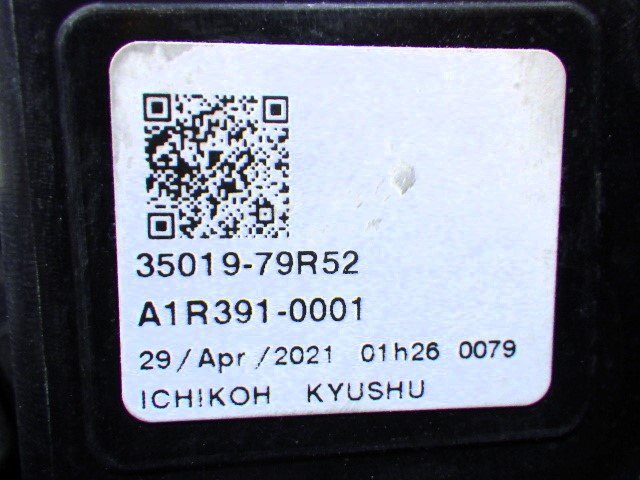 35019-79R52
A1R391-0001
29/Apr/2021 01h26 0079
ICHIKOH KYUSHU